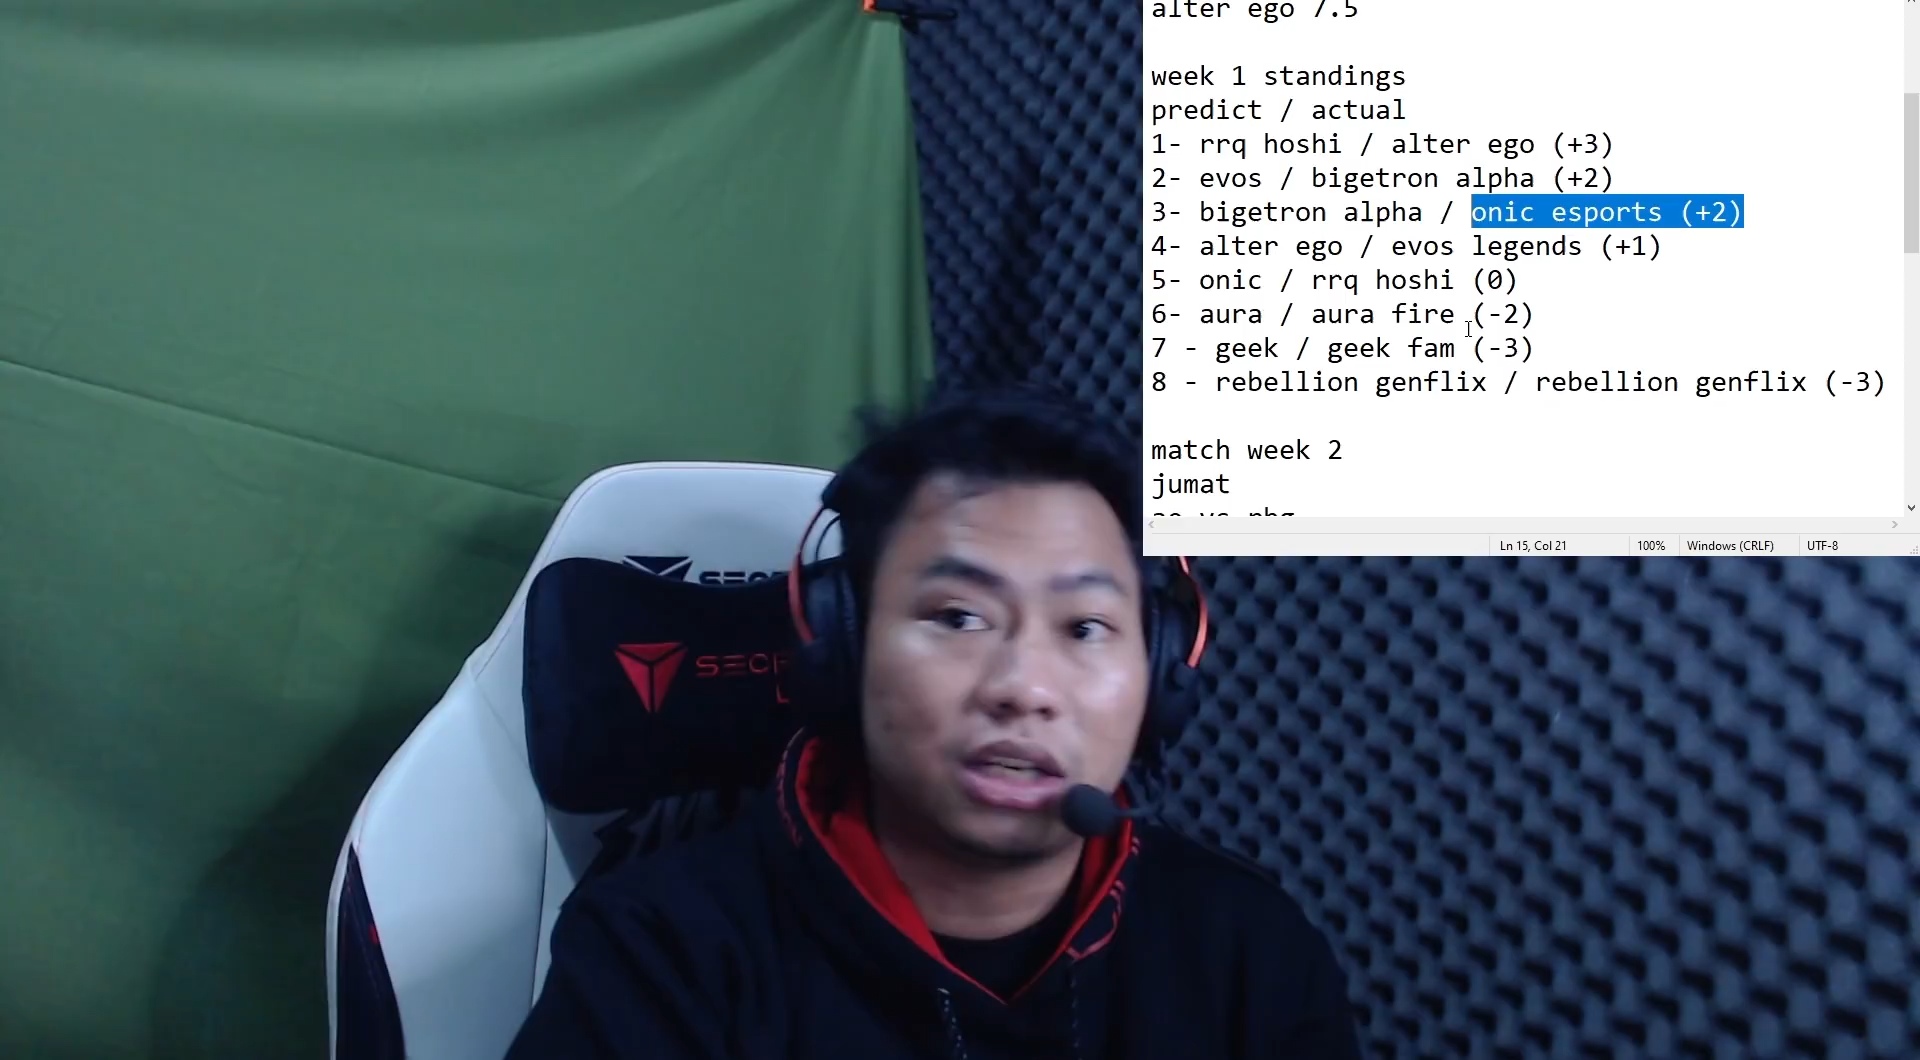 alter ego 7.5
week 1 standings
predict / actual
1- rrq hoshi / alter ego (+3)
2- evos / bigetron alpha (+2)
3- bigetron alpha / onic esports (+2)
4- alter ego / evos legends (+1)
5- onic / rrq hoshi (0)
6- aura / aura fire (-2)
7 - geek / geek fam (-3)
8 - rebellion genflix / rebellion genflix (-3)
match week 2
jumat
Ln 15, Col 21
100%
Windows (CRLF)
UTF-8